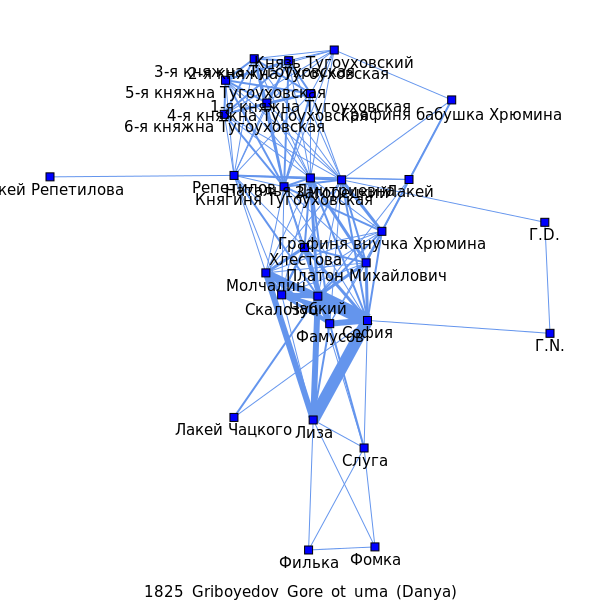 Князь Тугоуховский
3-я княжна Тугоуховская
2-я княжна Тугоуховская
5-я княжна Тугоуховская
1-я княжна Тугоуховская
4-я княжна Тугоуховская
Графиня бабушка Хрюмина
6-я княжна Тугоуховская
кей Репетилова
Репетилов
Наталья Дмитриевна
Загорецкий
Лакей
Княгиня Тугоуховская
Г.D.
Графиня внучка Хрюмина
Хлестова
Платон Михайлович
Молчалин
Скалозуб
Чацкий
Фамусов
София
Г.N.
Лакей Чацкого
Лиза
Слуга
Филька
Фомка
1825 Griboyedov Gore ot uma (Danya)